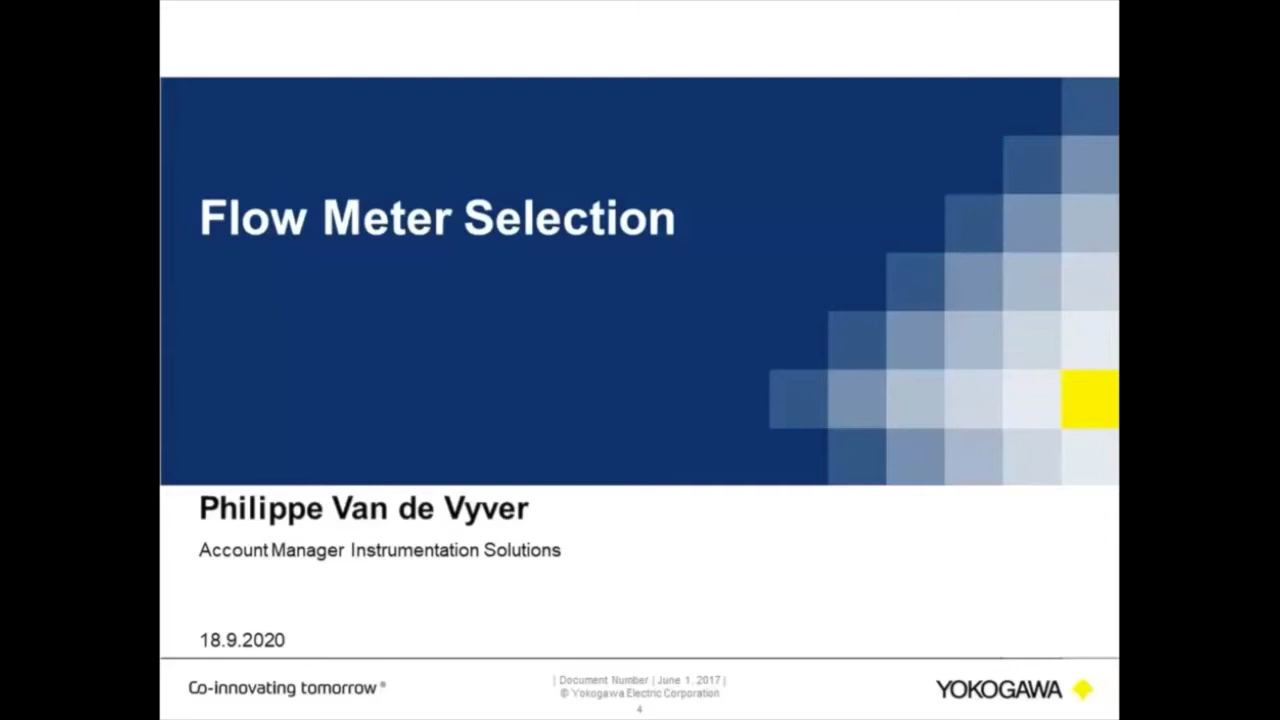 Flow Meter Selection
Philippe Van de Vyver
Account Manager Instrumentation Solutions
18.9.2020
Co-innovating tomorrow®
| Document Number | June 1, 2017 |
© Yokogawa Electric Corporation
4
YOKOGAWA